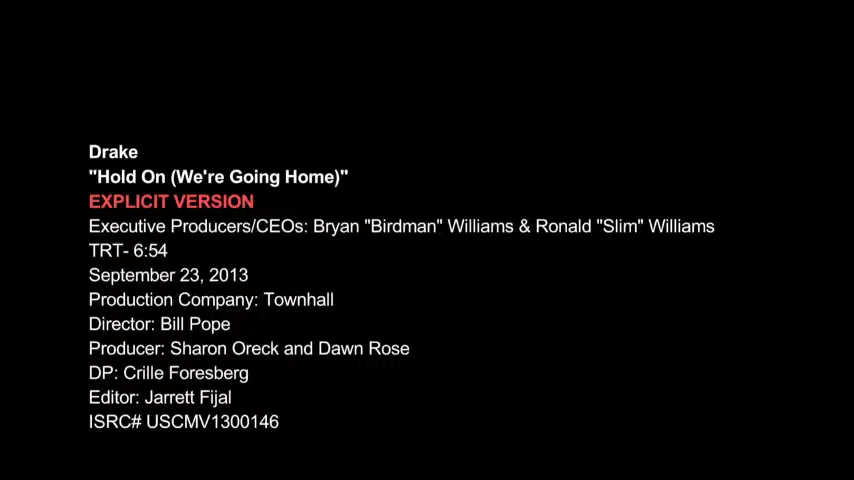 Drake
"Hold On (We're Going Home)"
EXPLICIT VERSION
Executive Producers/CEOs: Bryan "Birdman" Williams & Ronald "Slim" Williams
TRT- 6:54
September 23, 2013
Production Company: Townhall
Director: Bill Pope
Producer: Sharon Oreck and Dawn Rose
DP: Crille Foresberg
Editor: Jarrett Fijal
ISRC# USCMV1300146